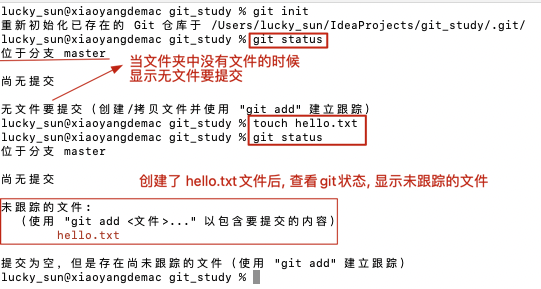 lucky_sun@xiaoyangdemac git_study % git init
重新初始化已存在的 Git 仓库于 /Users/lucky_sun/IdeaProjects/git_study/.git/
lucky_sun@xiaoyangdemac git_study % git status
位于分支 master
当文件夹中没有文件的时候
显示无文件要提交
尚无提交
无文件要提交（创建/拷贝文件并使用 "git add" 建立跟踪）
lucky_sun@xiaoyangdemac git_study % touch hello.txt
lucky_sun@xiaoyangdemac git_study % git status
位于分支 master
尚无提交
创建了 hello.txt文件后, 查看git状态, 显示未跟踪的文件
未跟踪的文件:
（使用 "git add <文件>..." 以包含要提交的内容）
hello.txt
提交为空，但是存在尚未跟踪的文件（使用 "git add" 建立跟踪）
lucky_sun@xiaoyangdemac git_study %